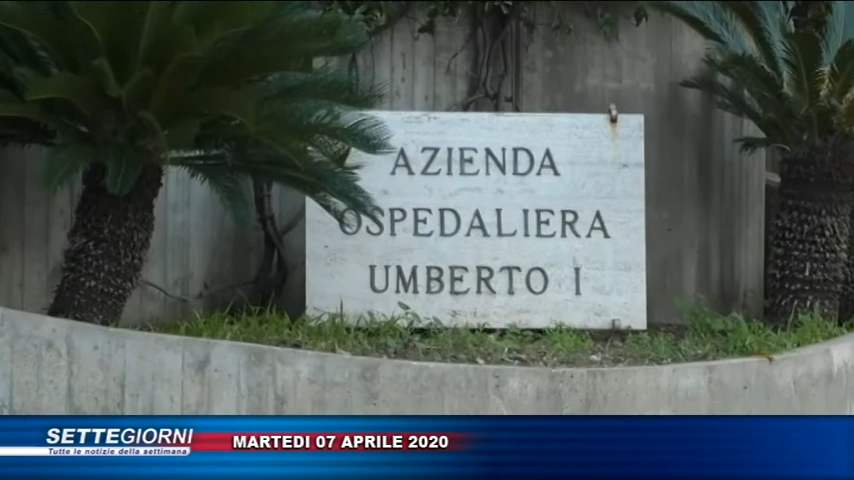 AZIENDA
OSPEDALIERA
UMBERTO I
SETTEGIORNI
Tutte le notizie della settimana
MARTEDI 07 APRILE 2020